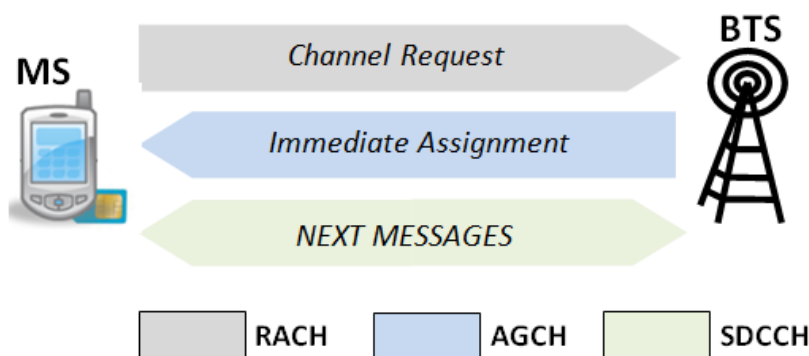 BTS
Channel Request
MS
Immediate Assignment
NEXT MESSAGES
RACH
AGCH
SDCCH